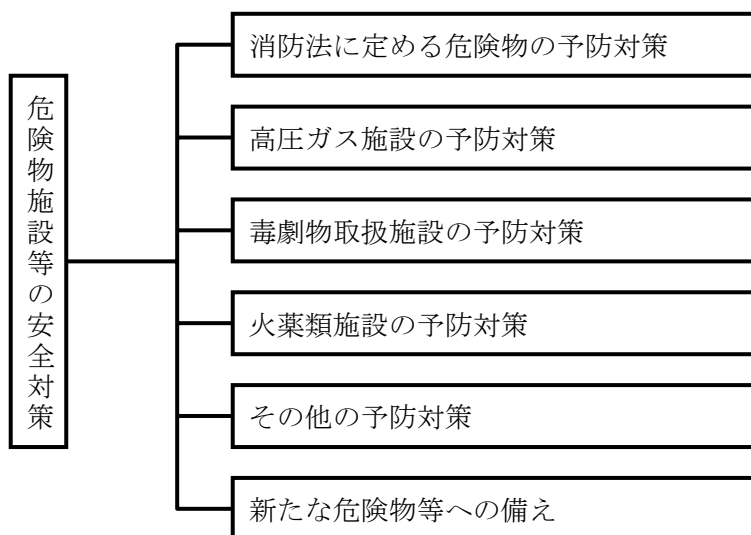 危険物施設等の安全対策
消防法に定める危険物の予防対策
高圧ガス施設の予防対策
毒劇物取扱施設の予防対策
火薬類施設の予防対策
その他の予防対策
新たな危険物等への備え